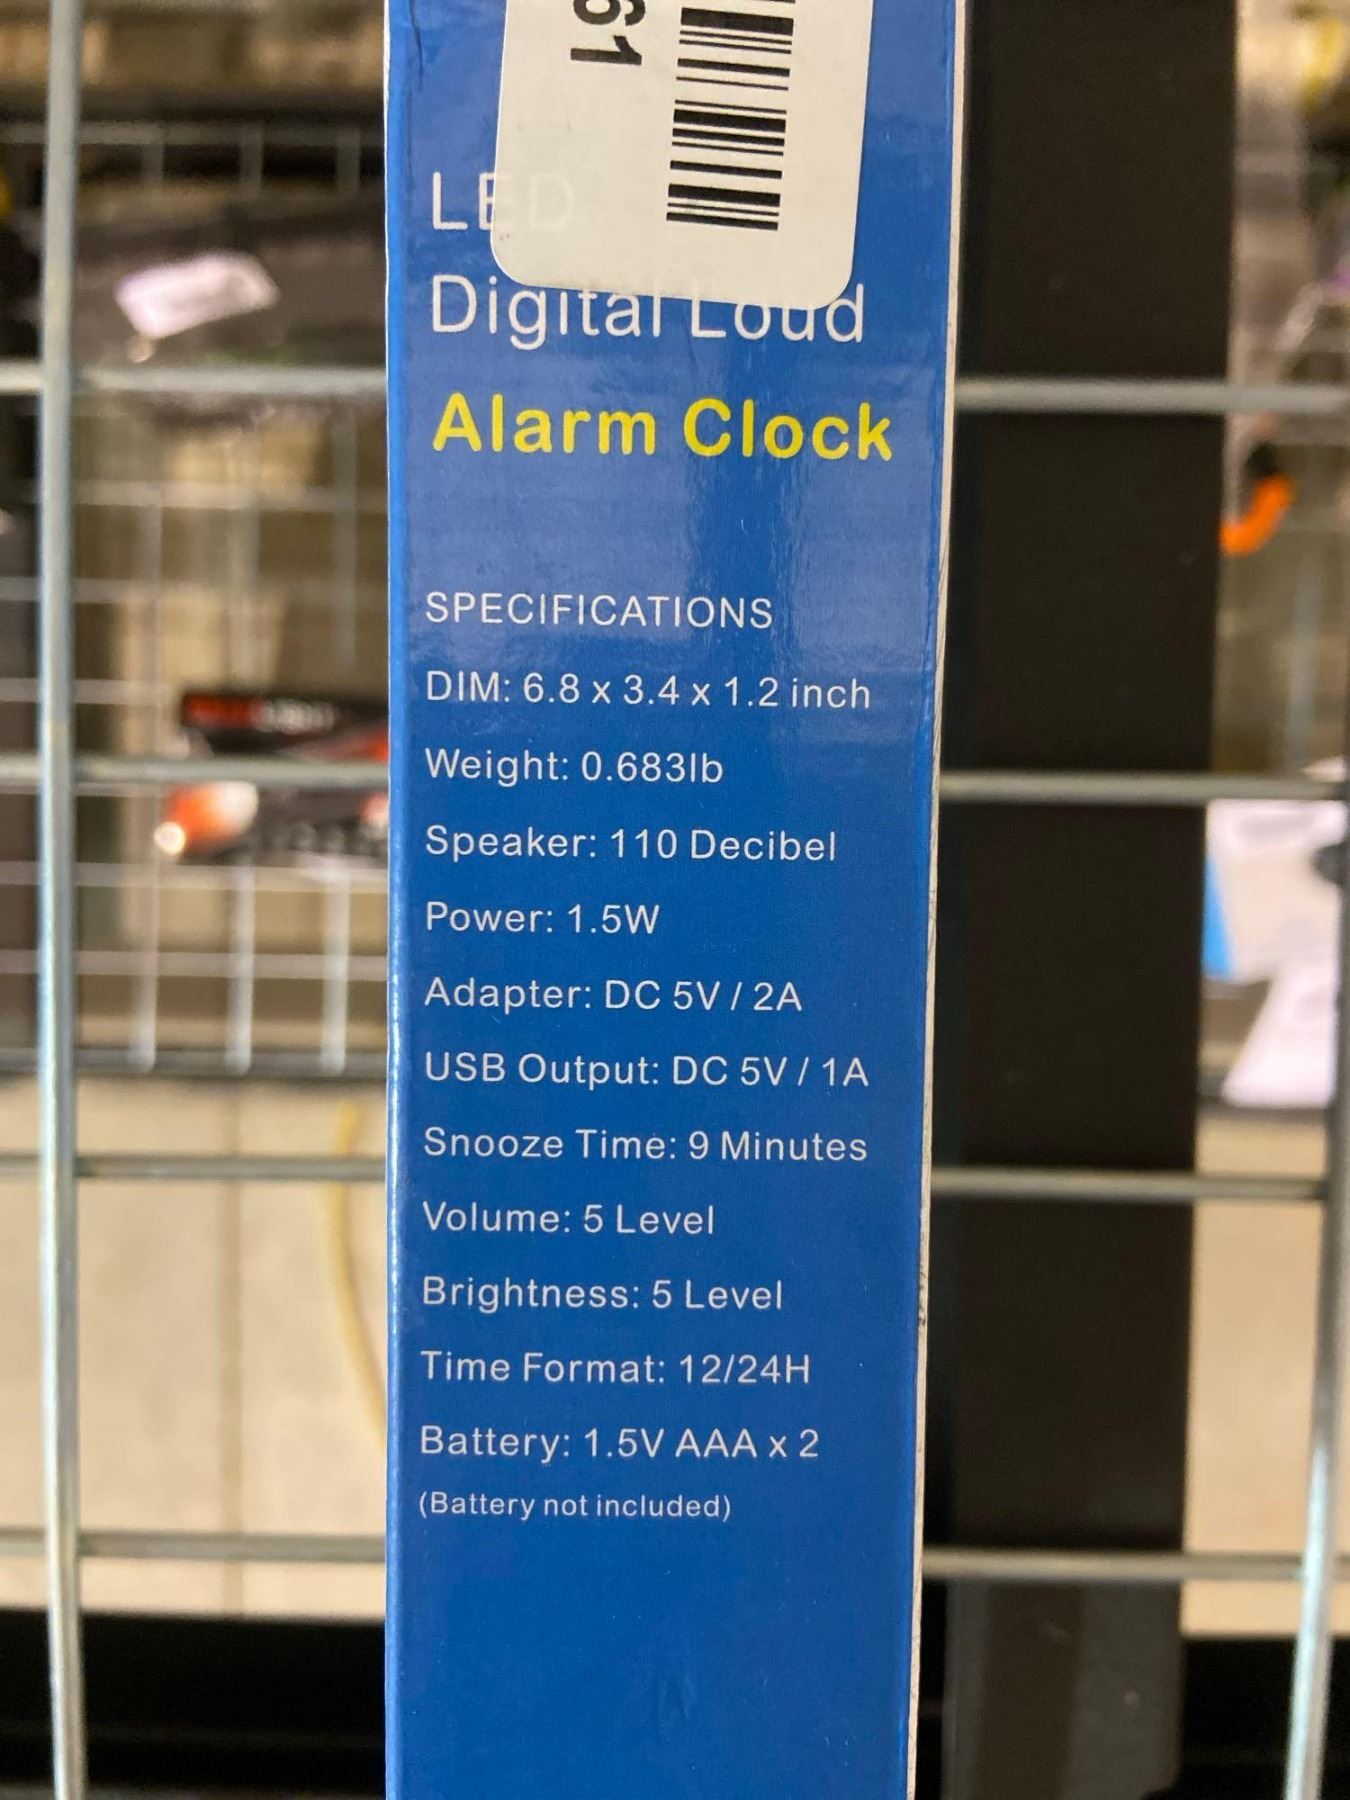 61
LED
Digital Loud
Alarm Clock
SPECIFICATIONS
DIM: 6.8 x 3.4 x 1.2 inch
Weight: 0.683lb
Speaker: 110 Decibel
Power: 1.5W
Adapter: DC 5V / 2A
USB Output: DC 5V / 1A
Snooze Time: 9 Minutes
Volume: 5 Level
Brightness: 5 Level
Time Format: 12/24H
Battery: 1.5V AAA x 2
(Battery not included)